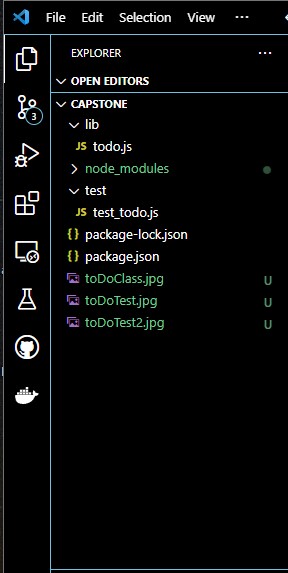 File Edit Selection View ...
EXPLORER ...
OPEN EDITORS
CAPSTONE
lib
JS todo.js
node_modules
test
JS test_todo.js
{} package-lock.json
{} package.json
toDoClass.jpg U
toDoTest.jpg U
toDoTest2.jpg U
3